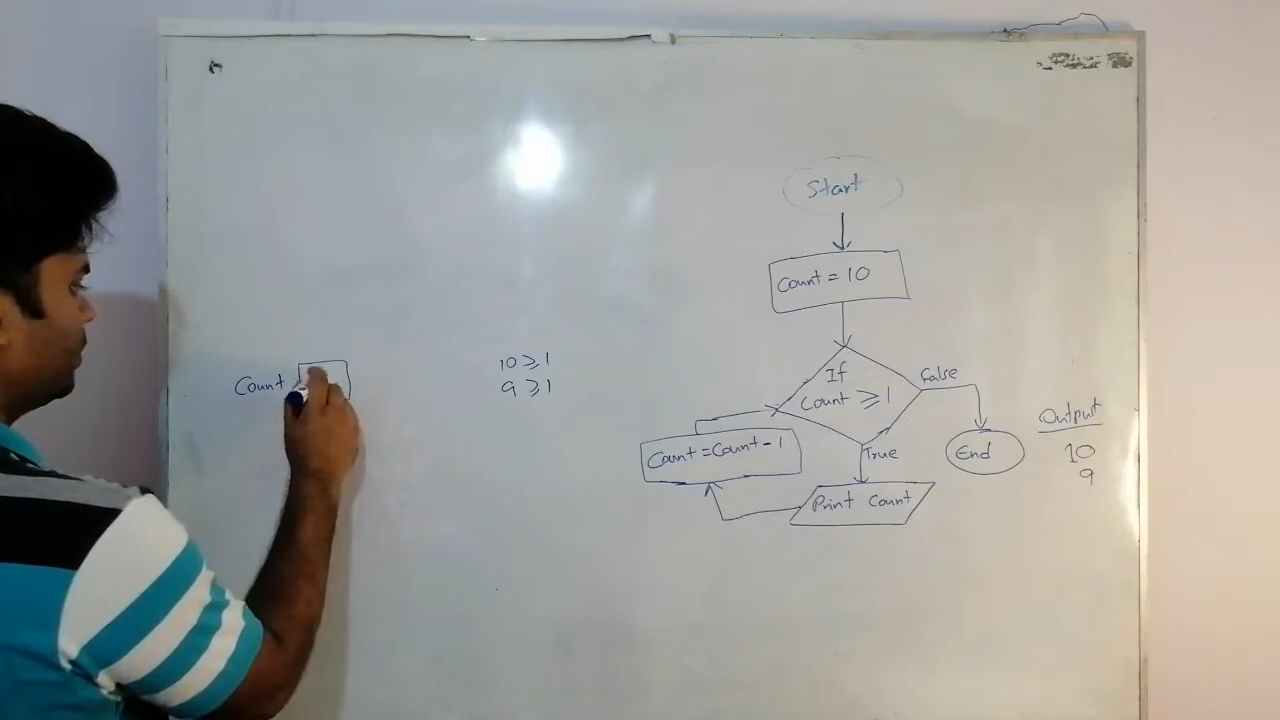 Start
Count = 10
If
Count ≥ 1
False
True
End
Print Count
Count = Count - 1
Output
10
9
10 ≥ 1
9 ≥ 1
Count